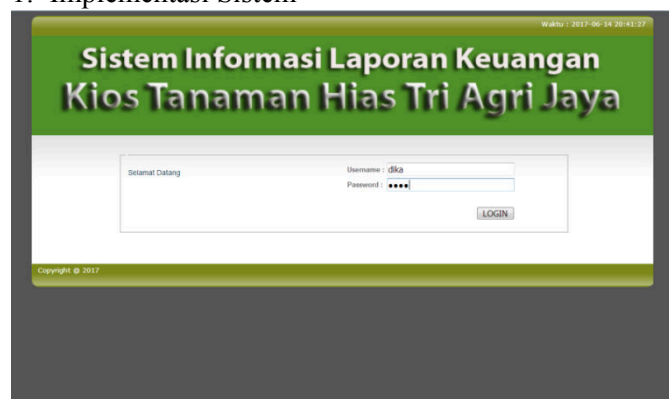 1. Implementasi Sistem
Waktu : 2017-06-14 20:41:27
Sistem Informasi Laporan Keuangan
Kios Tanaman Hias Tri Agri Jaya
Selamat Datang
Username : dika
Password : ●●●●
LOGIN
Copyright @ 2017